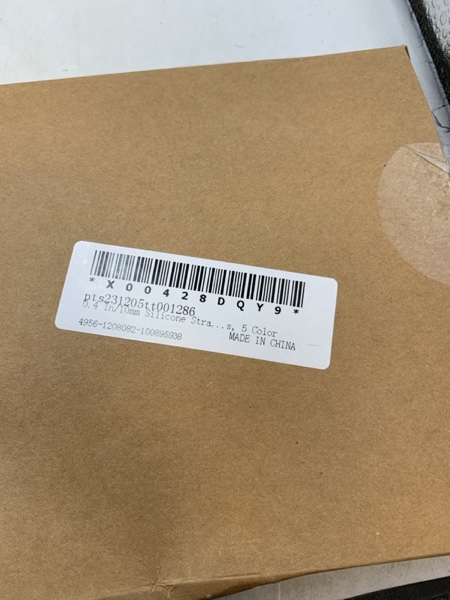 *X00428DQY9*
pts231205tt001286
0.4 In/10mm Silicone Stra...s, 5 Color
4956-1208082-100898938
MADE IN CHINA